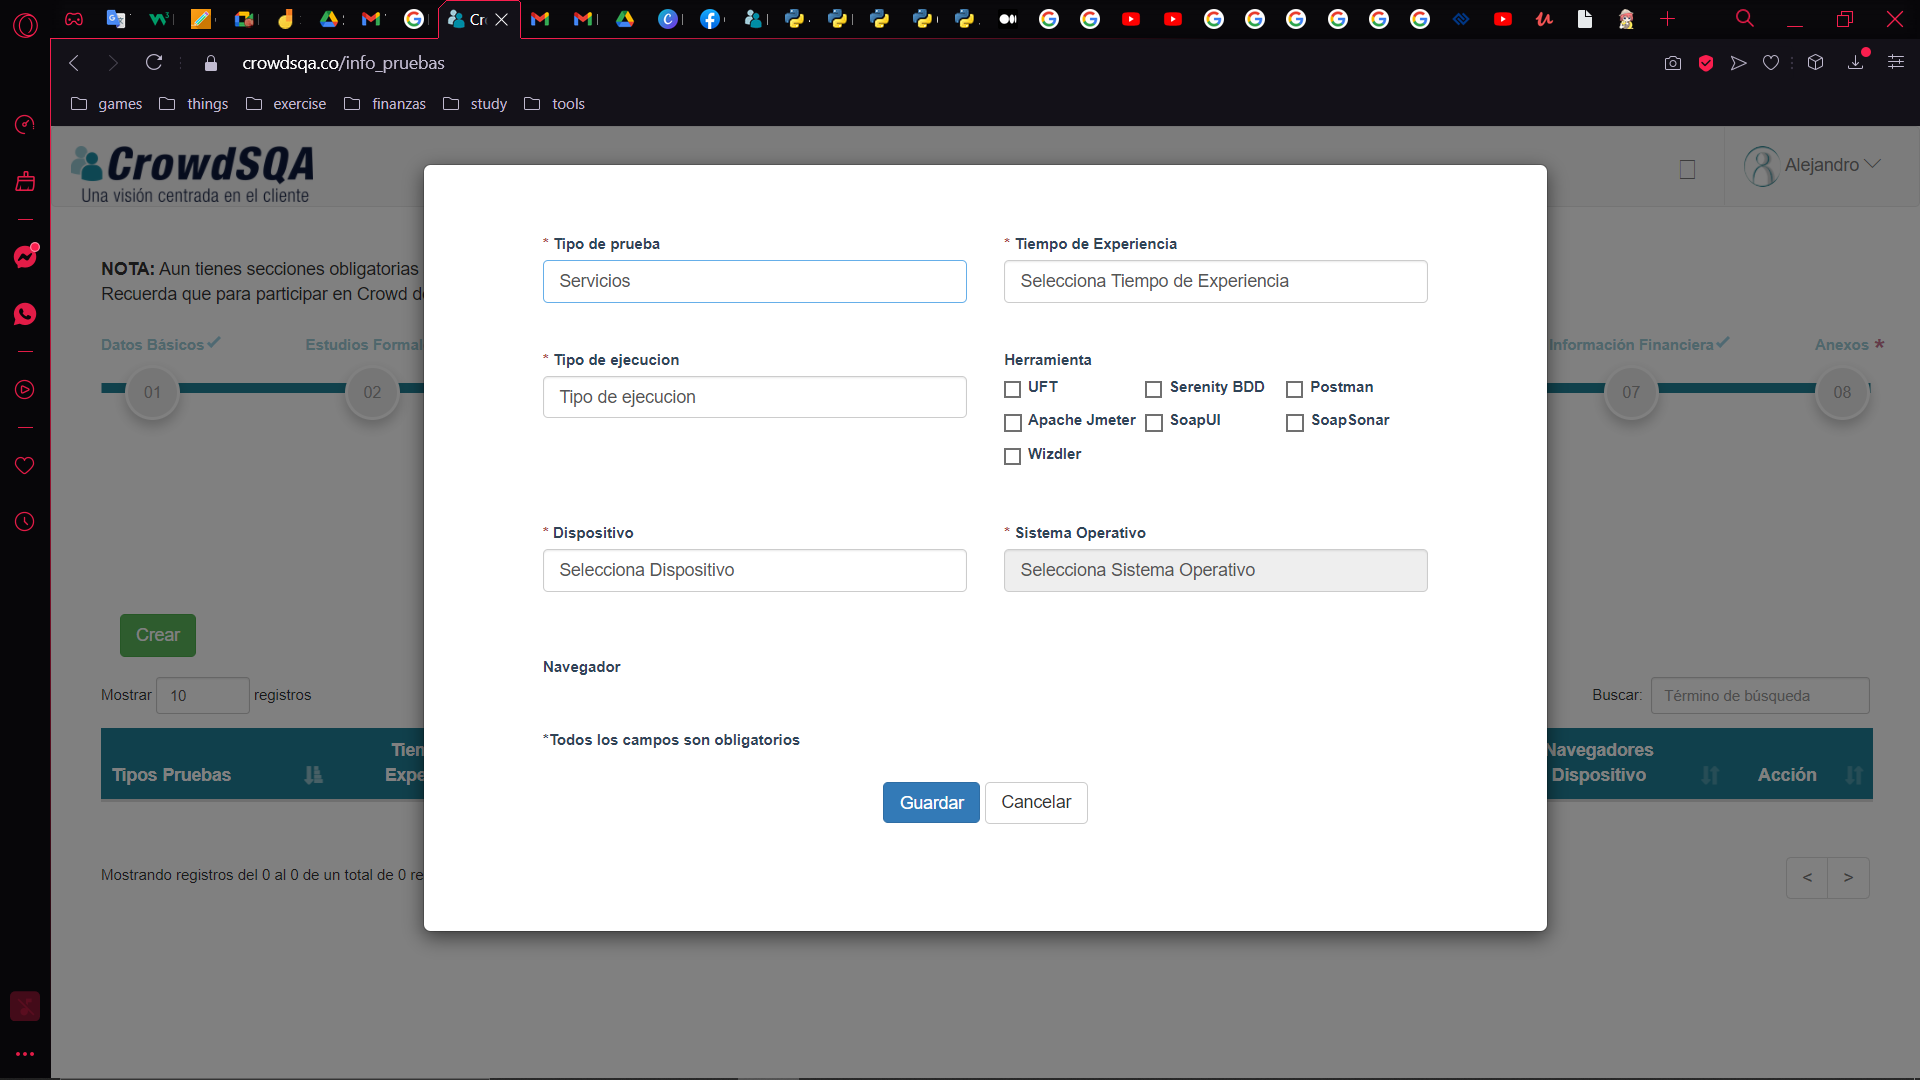 Cr
crowdsqa.co/info_pruebas
games things exercise finanzas study tools
CrowdSQA
Una visión centrada en el cliente
Alejandro
NOTA: Aun tienes secciones obligatorias
Recuerda que para participar en Crowd d
Datos Básicos
Estudios Formal
Información Financiera
Anexos *
01
02
07
08
* Tipo de prueba
Servicios
* Tiempo de Experiencia
Selecciona Tiempo de Experiencia
* Tipo de ejecucion
Tipo de ejecucion
Herramienta
UFT Serenity BDD Postman
Apache Jmeter SoapUI SoapSonar
Wizdler
* Dispositivo
Selecciona Dispositivo
* Sistema Operativo
Selecciona Sistema Operativo
Navegador
*Todos los campos son obligatorios
Guardar Cancelar
Crear
Mostrar 10 registros
Buscar: Término de búsqueda
Tipos Pruebas
Tien
Expe
Navegadores
Dispositivo
Acción
Mostrando registros del 0 al 0 de un total de 0 re
< >